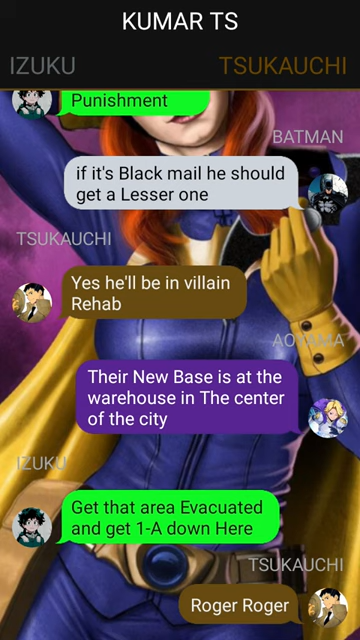 KUMAR TS
IZUKU
TSUKAUCHI
Punishment
BATMAN
if it's Black mail he should
get a Lesser one
TSUKAUCHI
Yes he'll be in villain
Rehab
AOYAMA
Their New Base is at the
warehouse in The center
of the city
IZUKU
Get that area Evacuated
and get 1-A down Here
TSUKAUCHI
Roger Roger